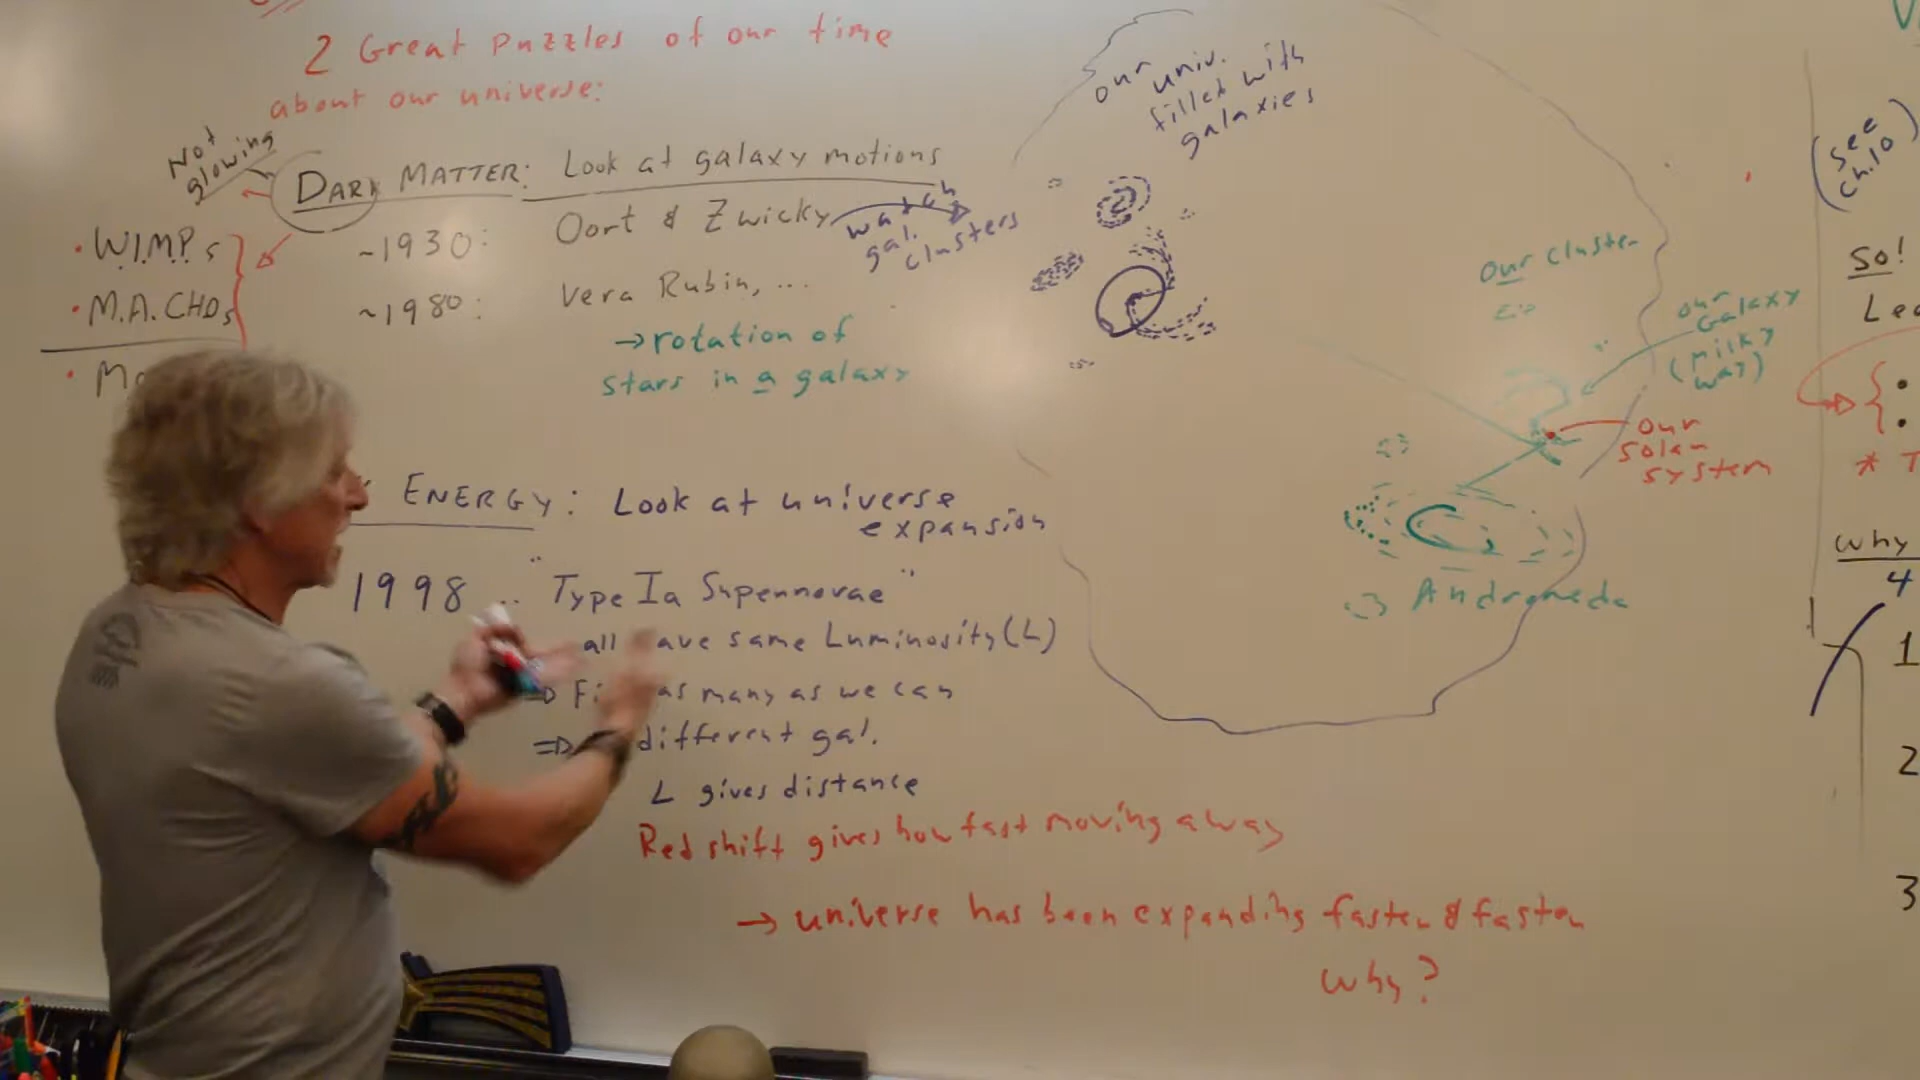 2 Great puzzles of our time
about our universe:
Not
glowing
DARK MATTER: Look at galaxy motions
~1930: Oort & Zwicky
watch
gal.
clusters
~1980: Vera Rubin, ...
→ rotation of
stars in a galaxy
• W.I.M.P.s
• M.A.CHOs
ENERGY: Look at universe
expansion
1998 .. "Type Ia Supernovae"
all ave same Luminosity (L)
as many as we can
⇒ different gal.
L gives distance
Redshift gives how fast moving away
→ universe has been expanding faster & faster
why?
our univ.
filled with
galaxies
our cluster
our
Galaxy
(milky
way)
our
solar
system
Andromeda
(see
ch.10)
So!
Lea
* T
why
4
1
2
3